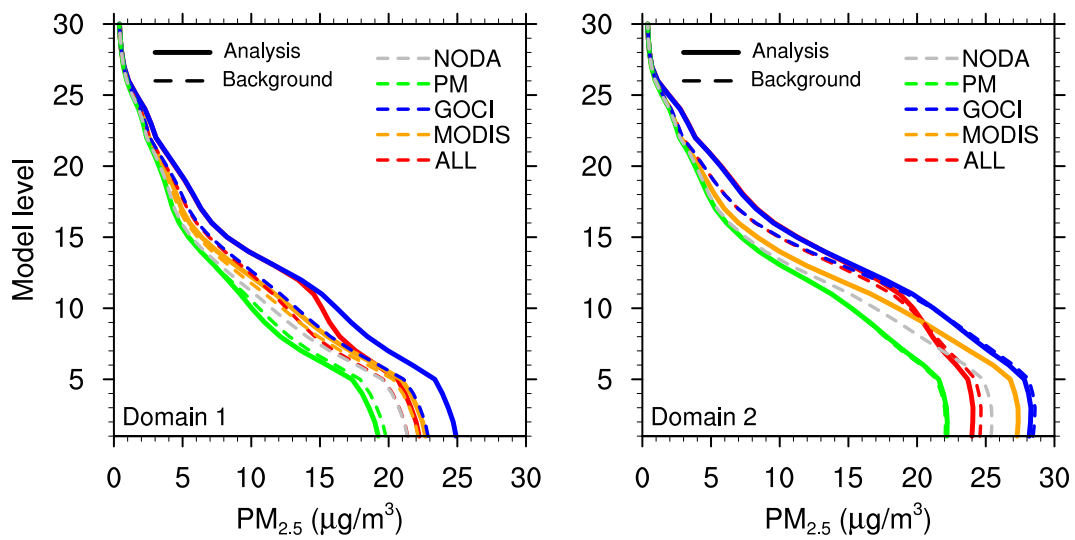 30
25
20
15
10
5
Model level
Analysis
Background
NODA
PM
GOCI
MODIS
ALL
Domain 1
0 5 10 15 20 25 30
PM2.5 (μg/m3)
30
25
20
15
10
5
Analysis
Background
NODA
PM
GOCI
MODIS
ALL
Domain 2
0 5 10 15 20 25 30
PM2.5 (μg/m3)